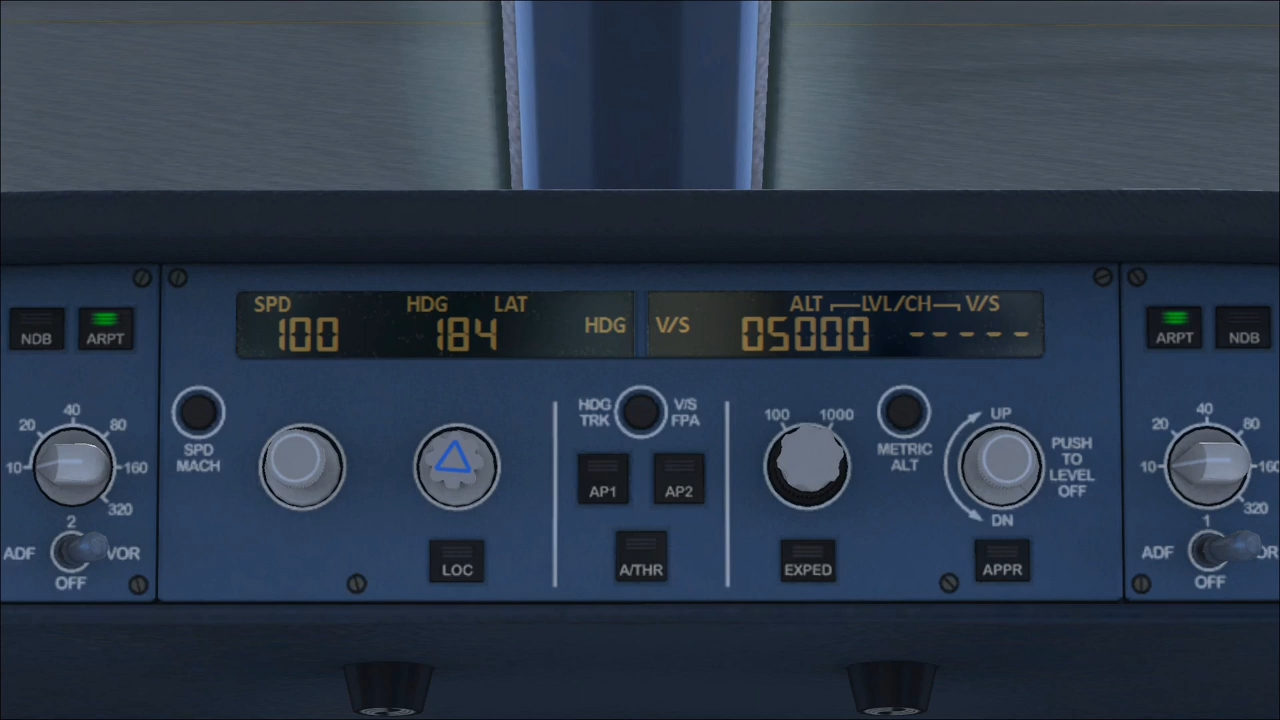 SPD HDG LAT ALT LVL/CH V/S
100 184 HDG V/S 05000 -----
NDB ARPT
ARPT NDB
10 20 40 80 160 320
SPD
MACH
HDG
TRK
V/S
FPA
100 1000
METRIC
ALT
UP
DN
PUSH
TO
LEVEL
OFF
10 20 40 80 160 320
AP1 AP2
2
ADF VOR
OFF
LOC A/THR EXPED APPR
1
ADF OR
OFF